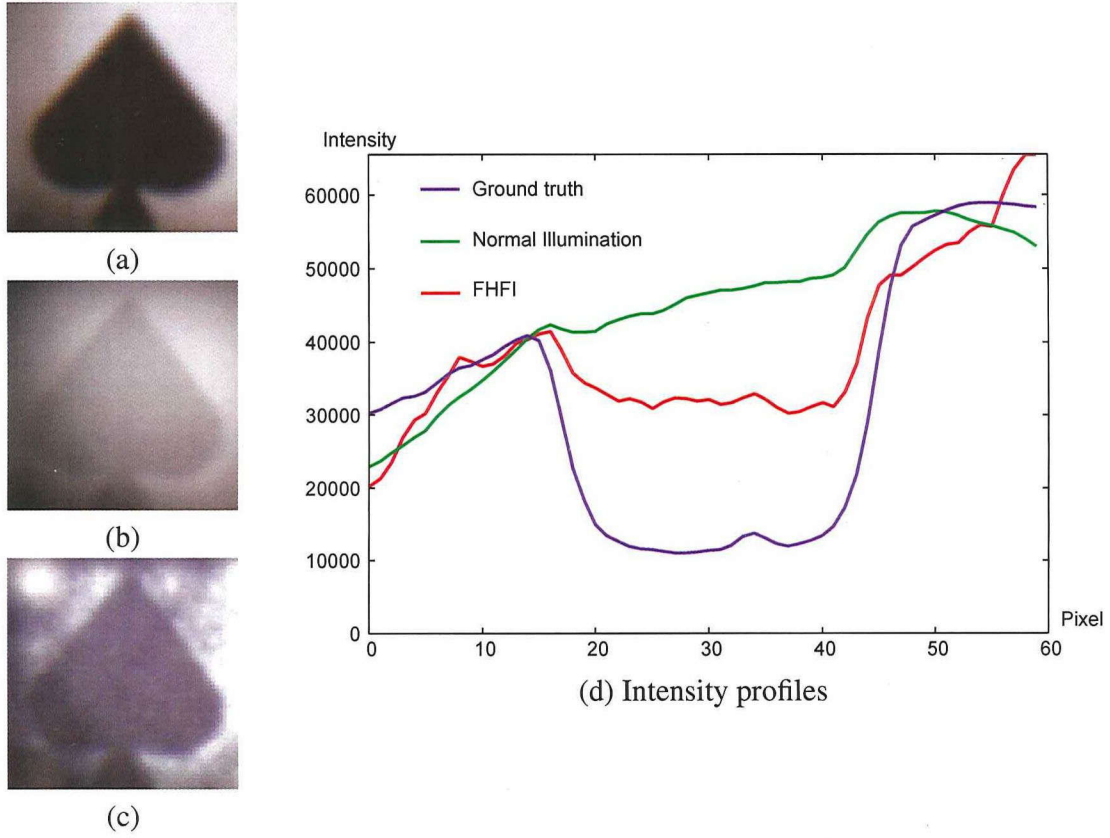 (a)
(b)
(c)
Intensity
60000
50000
40000
30000
20000
10000
0
Ground truth
Normal Illumination
FHFI
0 10 20 30 40 50 60
Pixel
(d) Intensity profiles